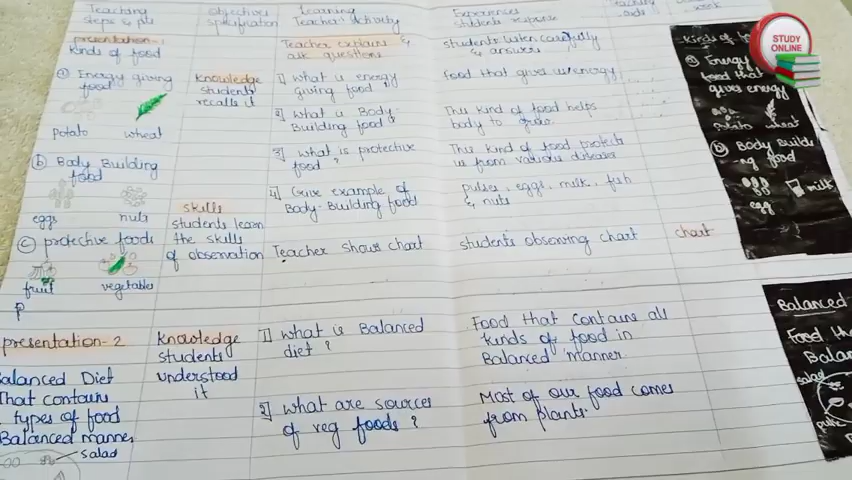 Teaching
steps & pts
Objectives
specification
Learning
Teacher's activity
Experiences
students response
presentation-1
Kinds of food
a) Energy giving
food
potato wheat
b) Body Building
food
eggs nuts
c) protective foods
fruit vegetables
p
Knowledge
students
recalls it
skills
students learn
the skills
of observation
Teacher explains &
ask questions
1] what is energy
giving food?
2] what is Body-
Building food?
3] what is protective
food?
4] Give example of
Body-Building food
Teacher shows chart
students listen carefully
and answers
food that gives us energy
This kind of food helps
body to grow
This kind of food protects
us from various disease
pulses, eggs, milk, fish
& nuts
students observing chart
chart
Kinds of fo
a) Energy
food that
gives energy
potato wheat
b) Body Build
-ng food
milk
egg
STUDY
ONLINE
presentation-2
Balanced Diet
That contains
types of food
Balanced manner
salad
Knowledge
students
understood
it
1] what is Balanced
diet?
2] what are sources
of veg foods?
Food that contains all
kinds of food in
Balanced manner.
Most of our food comes
from plants.
Balanced
Food tha
Balan
salad